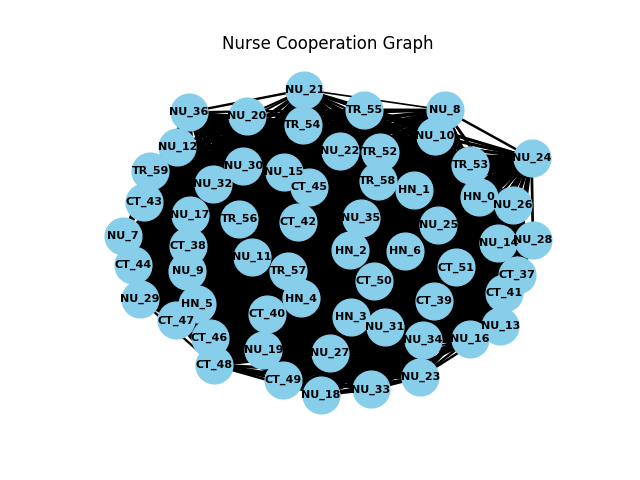 Nurse Cooperation Graph
NU_21
NU_36
NU_20
TR_55
NU_8
TR_54
NU_10
NU_12
NU_22
TR_52
NU_24
TR_59
NU_30
NU_15
TR_53
NU_32
CT_45
TR_58
HN_1
HN_0
CT_43
NU_26
NU_17
TR_56
CT_42
NU_35
NU_25
NU_7
CT_38
NU_14
NU_28
HN_2
HN_6
NU_11
CT_44
NU_9
TR_57
CT_51
CT_37
CT_50
CT_41
NU_29
HN_5
HN_4
CT_39
CT_47
CT_40
HN_3
NU_31
NU_13
CT_46
NU_34
NU_16
NU_19
NU_27
CT_48
CT_49
NU_23
NU_18
NU_33